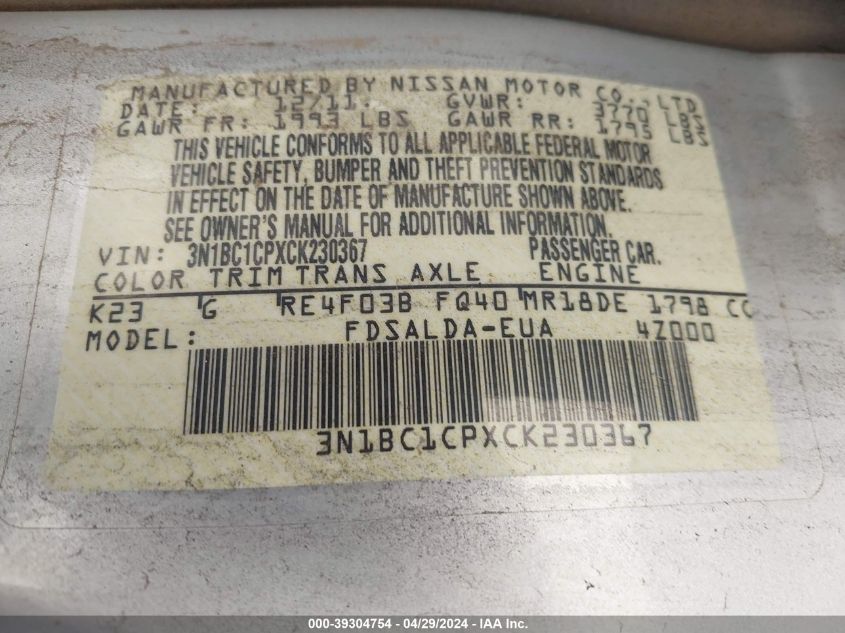 MANUFACTURED BY NISSAN MOTOR CO., LTD
DATE: 12/11 GVWR: 3770 LBS
GAWR FR: 1993 LBS GAWR RR: 1795 LBS
THIS VEHICLE CONFORMS TO ALL APPLICABLE FEDERAL MOTOR
VEHICLE SAFETY, BUMPER AND THEFT PREVENTION STANDARDS
IN EFFECT ON THE DATE OF MANUFACTURE SHOWN ABOVE.
SEE OWNER'S MANUAL FOR ADDITIONAL INFORMATION.
VIN: 3N1BC1CPXCK230367 PASSENGER CAR.
COLOR TRIM TRANS AXLE ENGINE
K23 G RE4F03B FQ40 MR18DE 1798 CC
MODEL: FDSALDA-EUA 4Z000
3N1BC1CPXCK230367
000-39304754 - 04/29/2024 - IAA Inc.